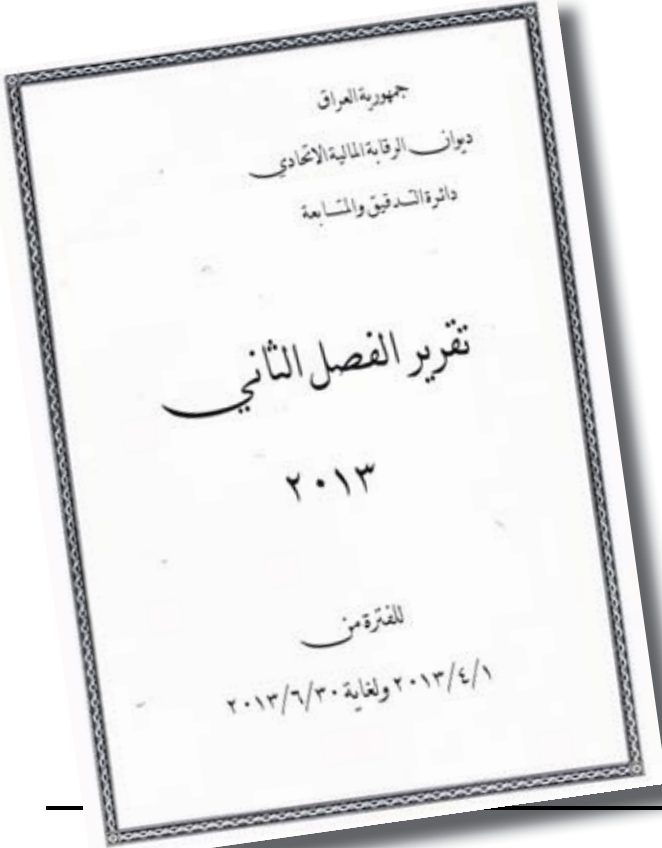 جمهورية العراق
ديوان الرقابة المالية الاتحادي
دائرة التدقيق والمتابعة
تقرير الفصل الثاني
٢٠١٣
للفترة من
٢٠١٣/٤/١ ولغاية ٢٠١٣/٦/٣٠